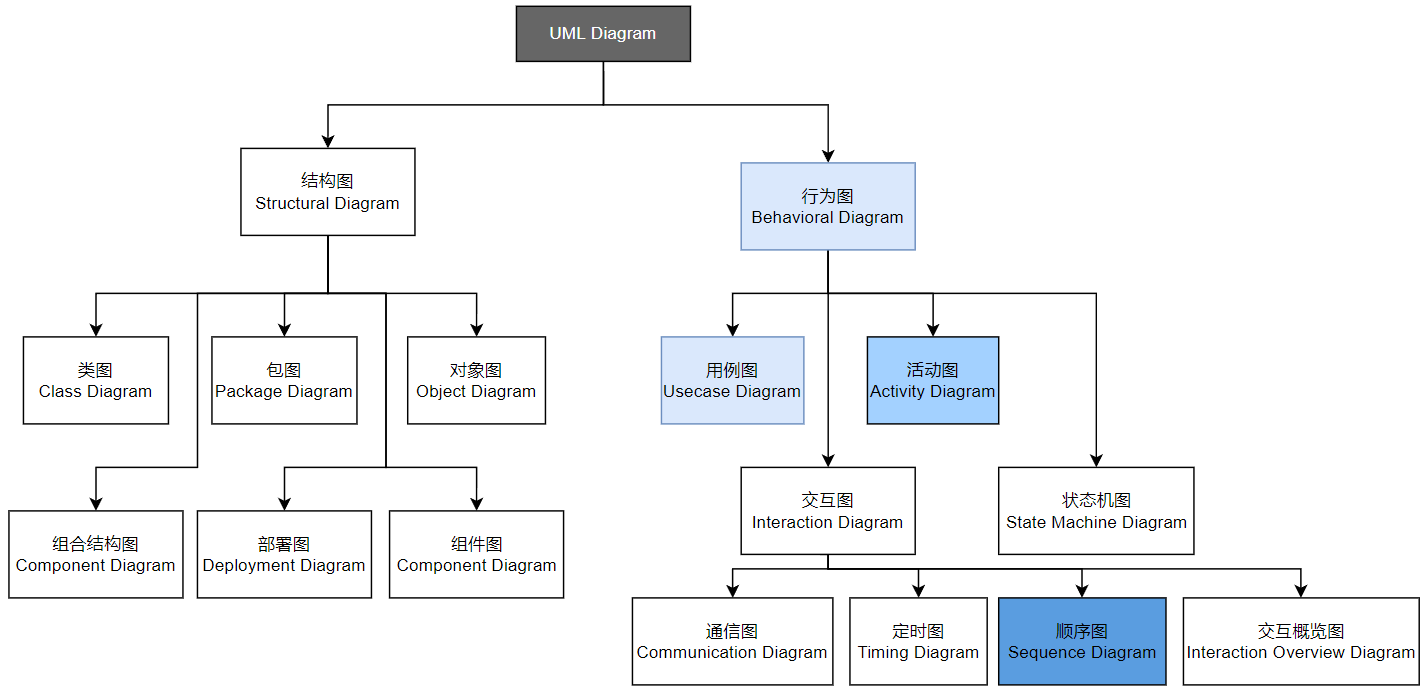 UML Diagram
结构图
Structural Diagram
行为图
Behavioral Diagram
类图
Class Diagram
包图
Package Diagram
对象图
Object Diagram
用例图
Usecase Diagram
活动图
Activity Diagram
组合结构图
Component Diagram
部署图
Deployment Diagram
组件图
Component Diagram
交互图
Interaction Diagram
状态机图
State Machine Diagram
通信图
Communication Diagram
定时图
Timing Diagram
顺序图
Sequence Diagram
交互概览图
Interaction Overview Diagram